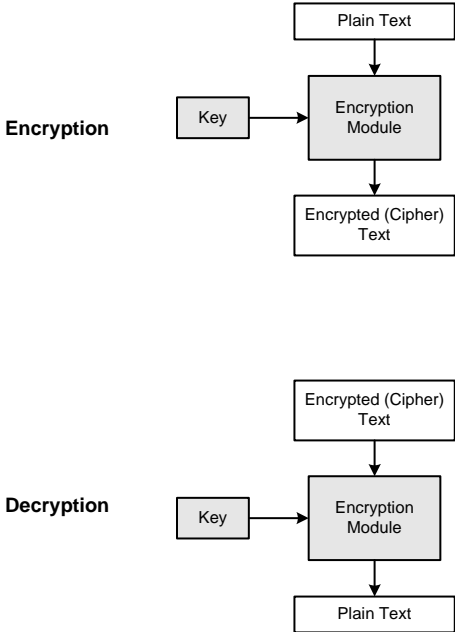 Plain Text
Encryption
Key
Encryption
Module
Encrypted (Cipher)
Text
Encrypted (Cipher)
Text
Decryption
Key
Encryption
Module
Plain Text